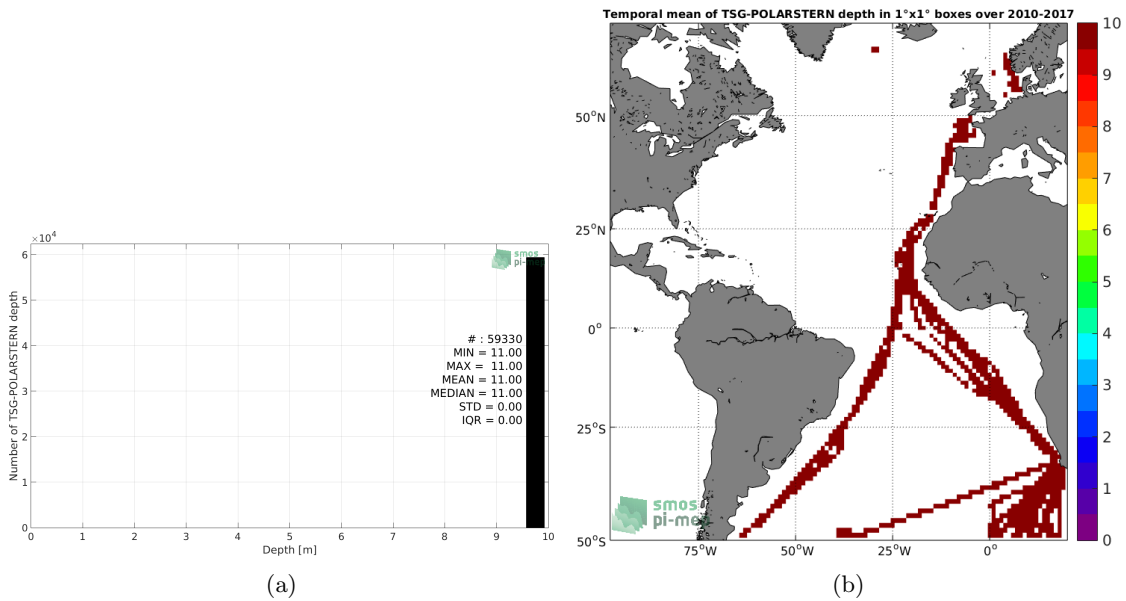 ×10⁴
6
5
4
3
2
1
0
Number of TSG-POLARSTERN depth
smos
pi-mep
# : 59330
MIN = 11.00
MAX = 11.00
MEAN = 11.00
MEDIAN = 11.00
STD = 0.00
IQR = 0.00
0 1 2 3 4 5 6 7 8 9 10
Depth [m]
(a)
Temporal mean of TSG-POLARSTERN depth in 1°x1° boxes over 2010-2017
50°N
25°N
0°
25°S
50°S
75°W 50°W 25°W 0°
smos
pi-mep
10
9
8
7
6
5
4
3
2
1
0
(b)